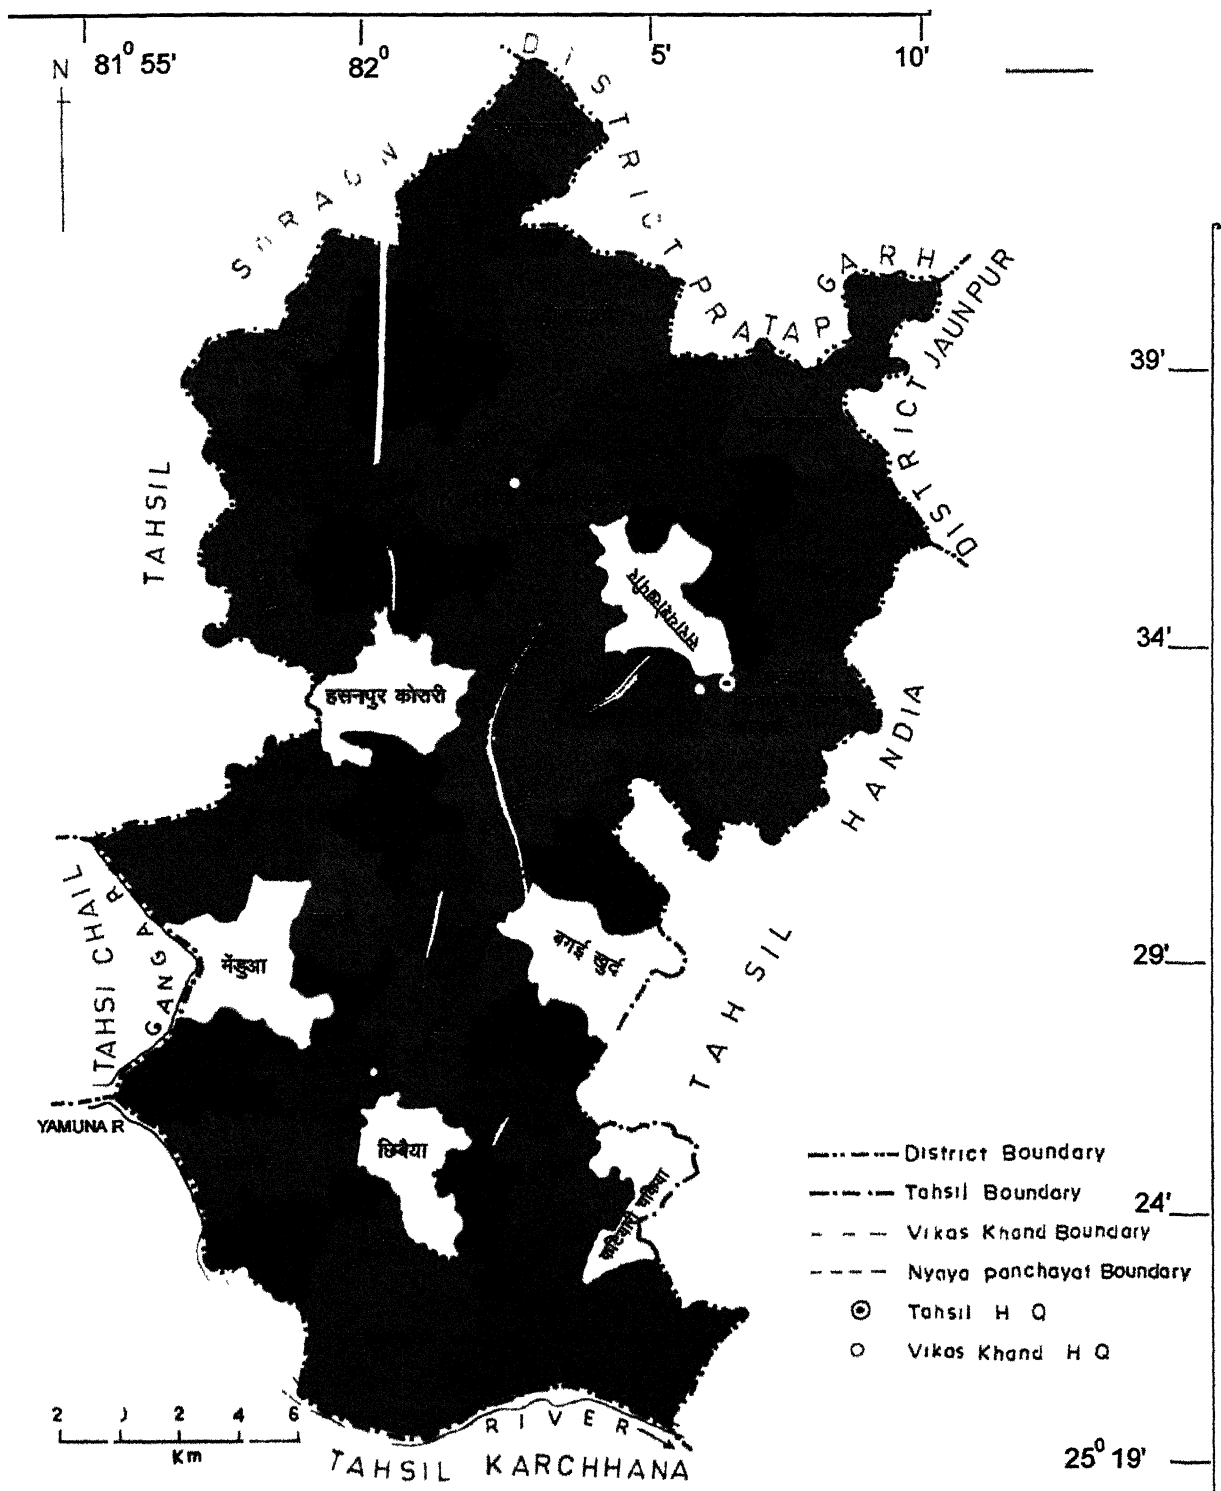 N
81° 55'
82°
5'
10'
DISTRICT PRATAPGARH
SORAON
TAHSIL
DISTRICT JAUNPUR
39'
34'
29'
24'
25° 19'
हसनपुर कोरारी
HANDIA
TAHSIL
TAHSI CHAIL
GANGA R
मेंडुआ
बगई खुर्द
YAMUNA R
छिबैया
District Boundary
Tahsil Boundary
Vikas Khand Boundary
Nyaya panchayat Boundary
Tahsil H Q
Vikas Khand H Q
2 0 2 4 6
Km
RIVER
TAHSIL KARCHHANA